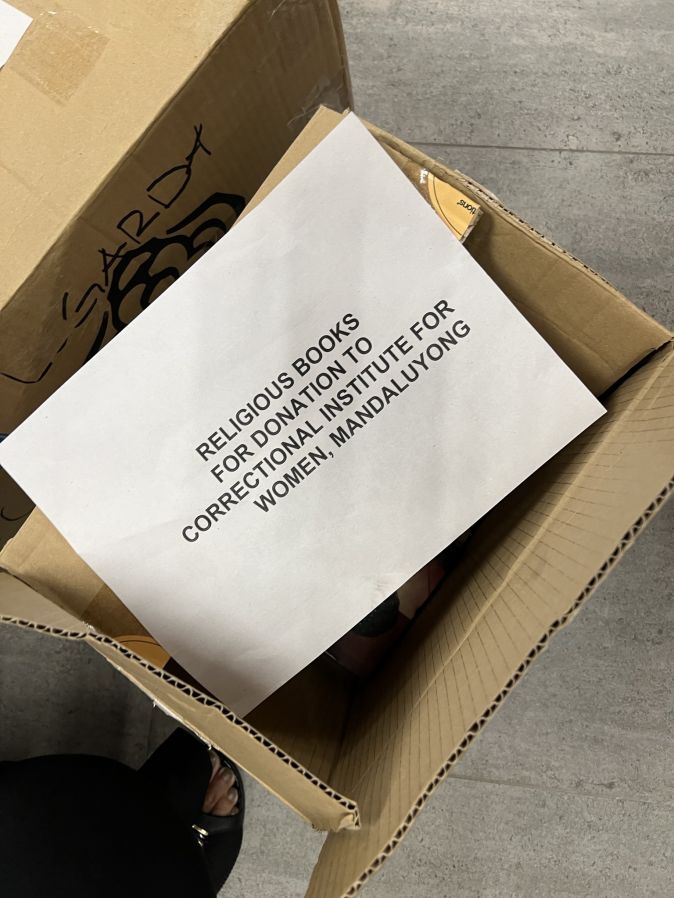 RELIGIOUS BOOKS
FOR DONATION TO
CORRECTIONAL INSTITUTE FOR
WOMEN, MANDALUYONG